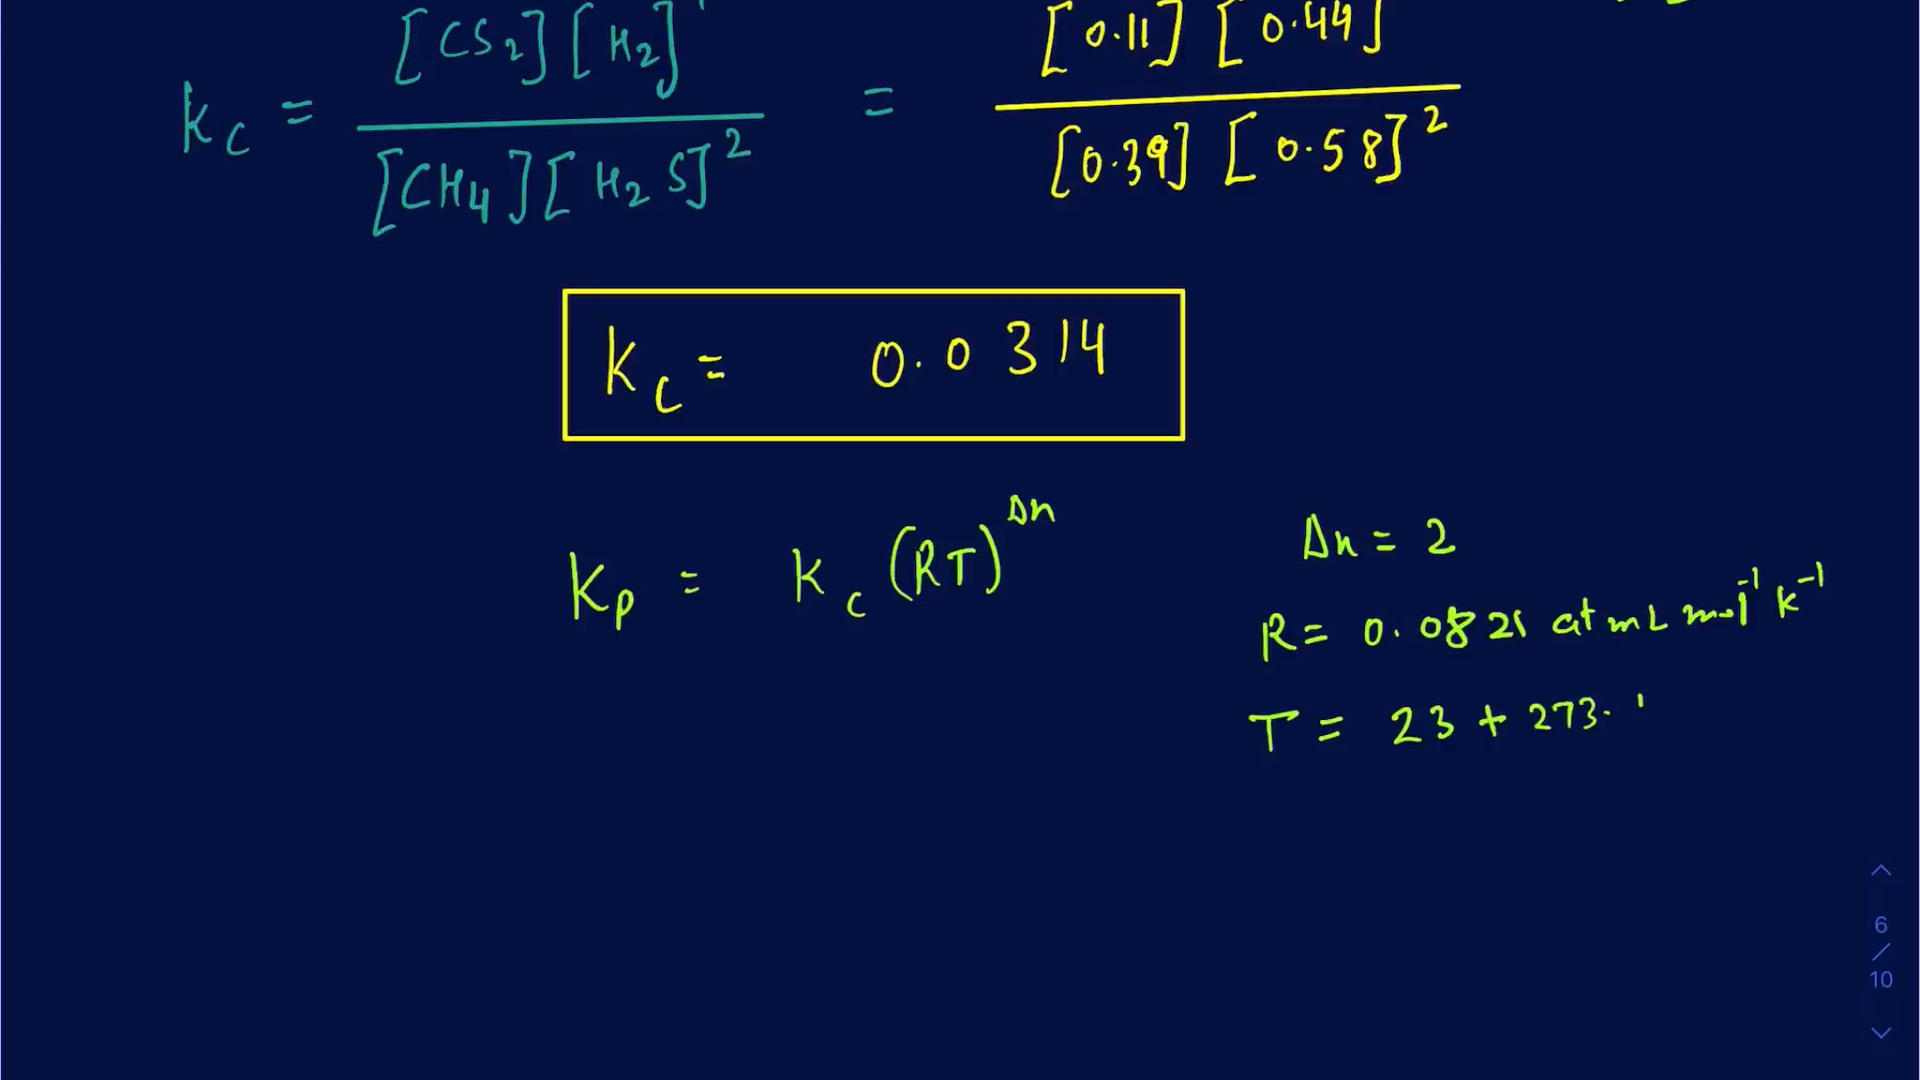 [CS₂][H₂]
[0.11] [0.44]
Kc = =
[CH₄][H₂S]²
[0.39] [0.58]²
Kc = 0.0314
Kp = Kc (RT)^Δn
Δn = 2
R = 0.0821 atm L mol⁻¹ K⁻¹
T = 23 + 273.
6
/
10